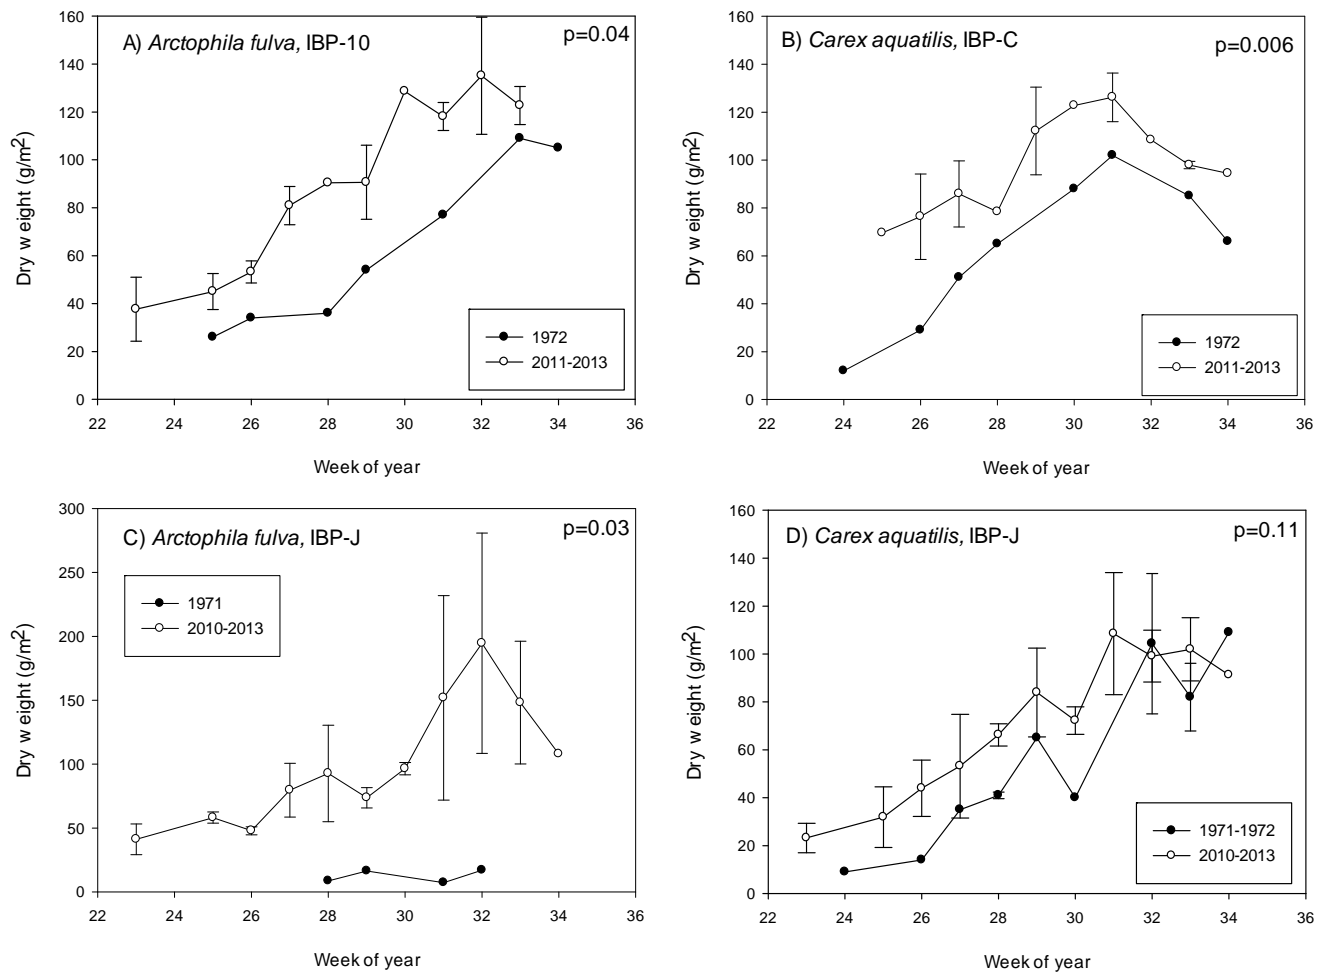 A) Arctophila fulva, IBP-10
p=0.04
160
140
120
100
80
60
40
20
0
Dry weight (g/m2)
1972
2011-2013
22 24 26 28 30 32 34 36
Week of year
B) Carex aquatilis, IBP-C
p=0.006
160
140
120
100
80
60
40
20
0
Dry weight (g/m2)
1972
2011-2013
22 24 26 28 30 32 34 36
Week of year
C) Arctophila fulva, IBP-J
p=0.03
300
250
200
150
100
50
0
Dry weight (g/m2)
1971
2010-2013
22 24 26 28 30 32 34 36
Week of year
D) Carex aquatilis, IBP-J
p=0.11
160
140
120
100
80
60
40
20
0
Dry weight (g/m2)
1971-1972
2010-2013
22 24 26 28 30 32 34 36
Week of year